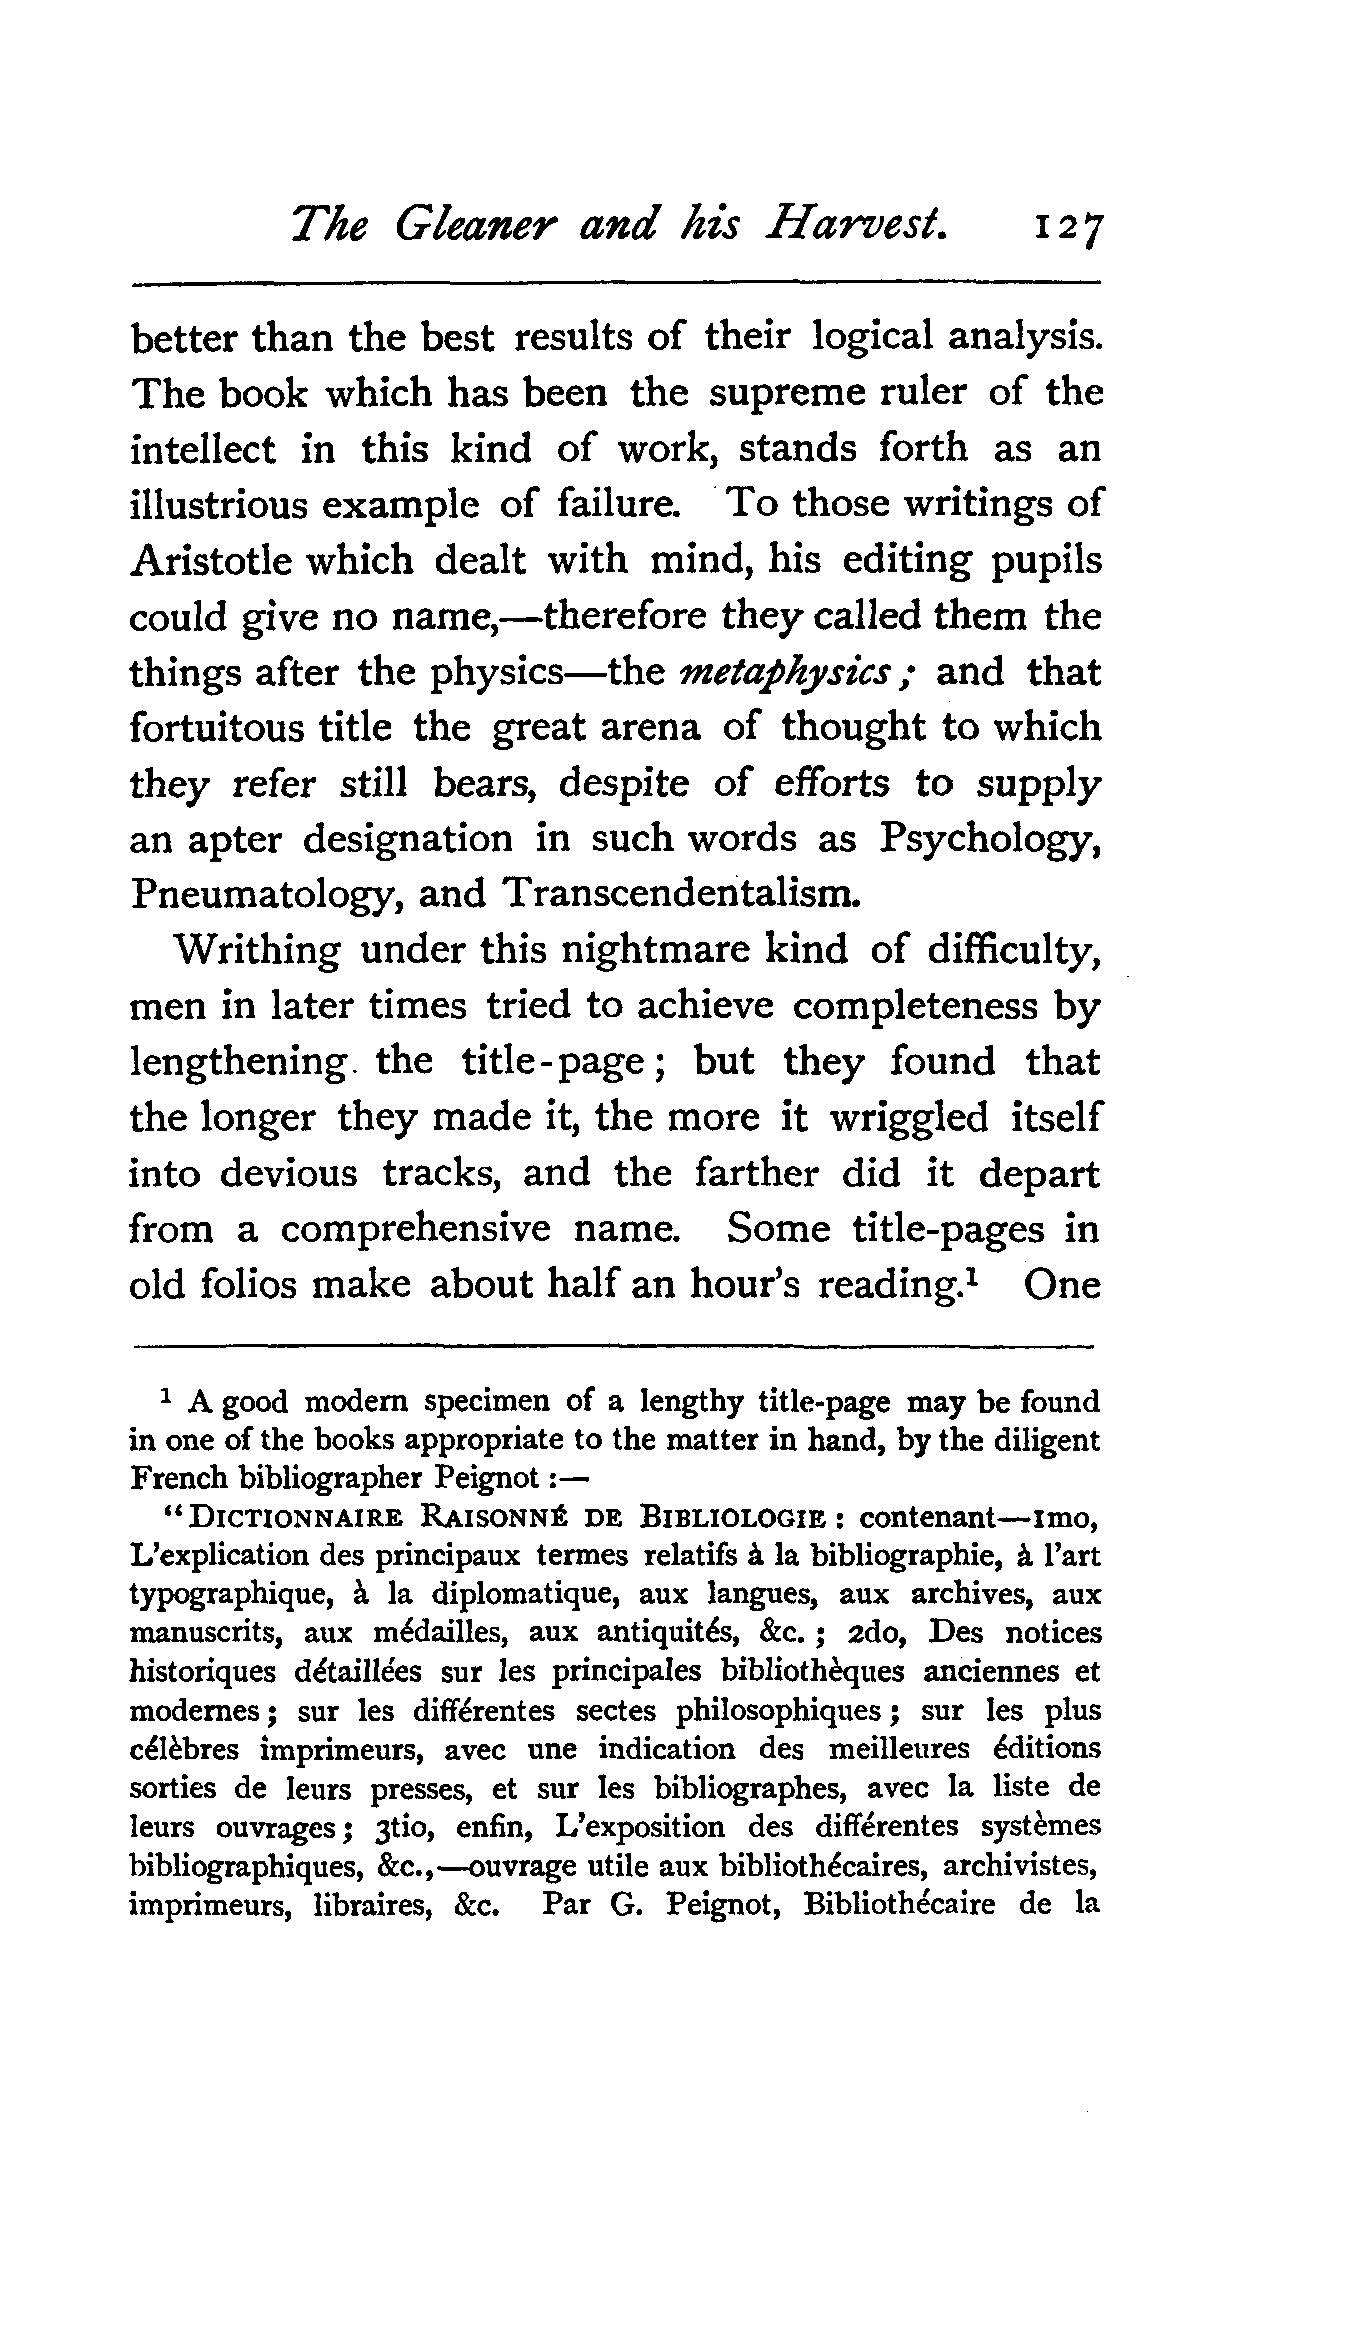 The Gleaner and his Harvest. 127
better than the best results of their logical analysis.
The book which has been the supreme ruler of the
intellect in this kind of work, stands forth as an
illustrious example of failure. To those writings of
Aristotle which dealt with mind, his editing pupils
could give no name,—therefore they called them the
things after the physics—the metaphysics; and that
fortuitous title the great arena of thought to which
they refer still bears, despite of efforts to supply
an apter designation in such words as Psychology,
Pneumatology, and Transcendentalism.
Writhing under this nightmare kind of difficulty,
men in later times tried to achieve completeness by
lengthening the title-page; but they found that
the longer they made it, the more it wriggled itself
into devious tracks, and the farther did it depart
from a comprehensive name. Some title-pages in
old folios make about half an hour's reading.¹ One
¹ A good modern specimen of a lengthy title-page may be found
in one of the books appropriate to the matter in hand, by the diligent
French bibliographer Peignot:—
"DICTIONNAIRE RAISONNÉ DE BIBLIOLOGIE: contenant—1mo,
L'explication des principaux termes relatifs à la bibliographie, à l'art
typographique, à la diplomatique, aux langues, aux archives, aux
manuscrits, aux médailles, aux antiquités, &c.; 2do, Des notices
historiques détaillées sur les principales bibliothèques anciennes et
modernes; sur les différentes sectes philosophiques; sur les plus
célèbres imprimeurs, avec une indication des meilleures éditions
sorties de leurs presses, et sur les bibliographes, avec la liste de
leurs ouvrages; 3tio, enfin, L'exposition des différentes systèmes
bibliographiques, &c.,—ouvrage utile aux bibliothécaires, archivistes,
imprimeurs, libraires, &c. Par G. Peignot, Bibliothécaire de la